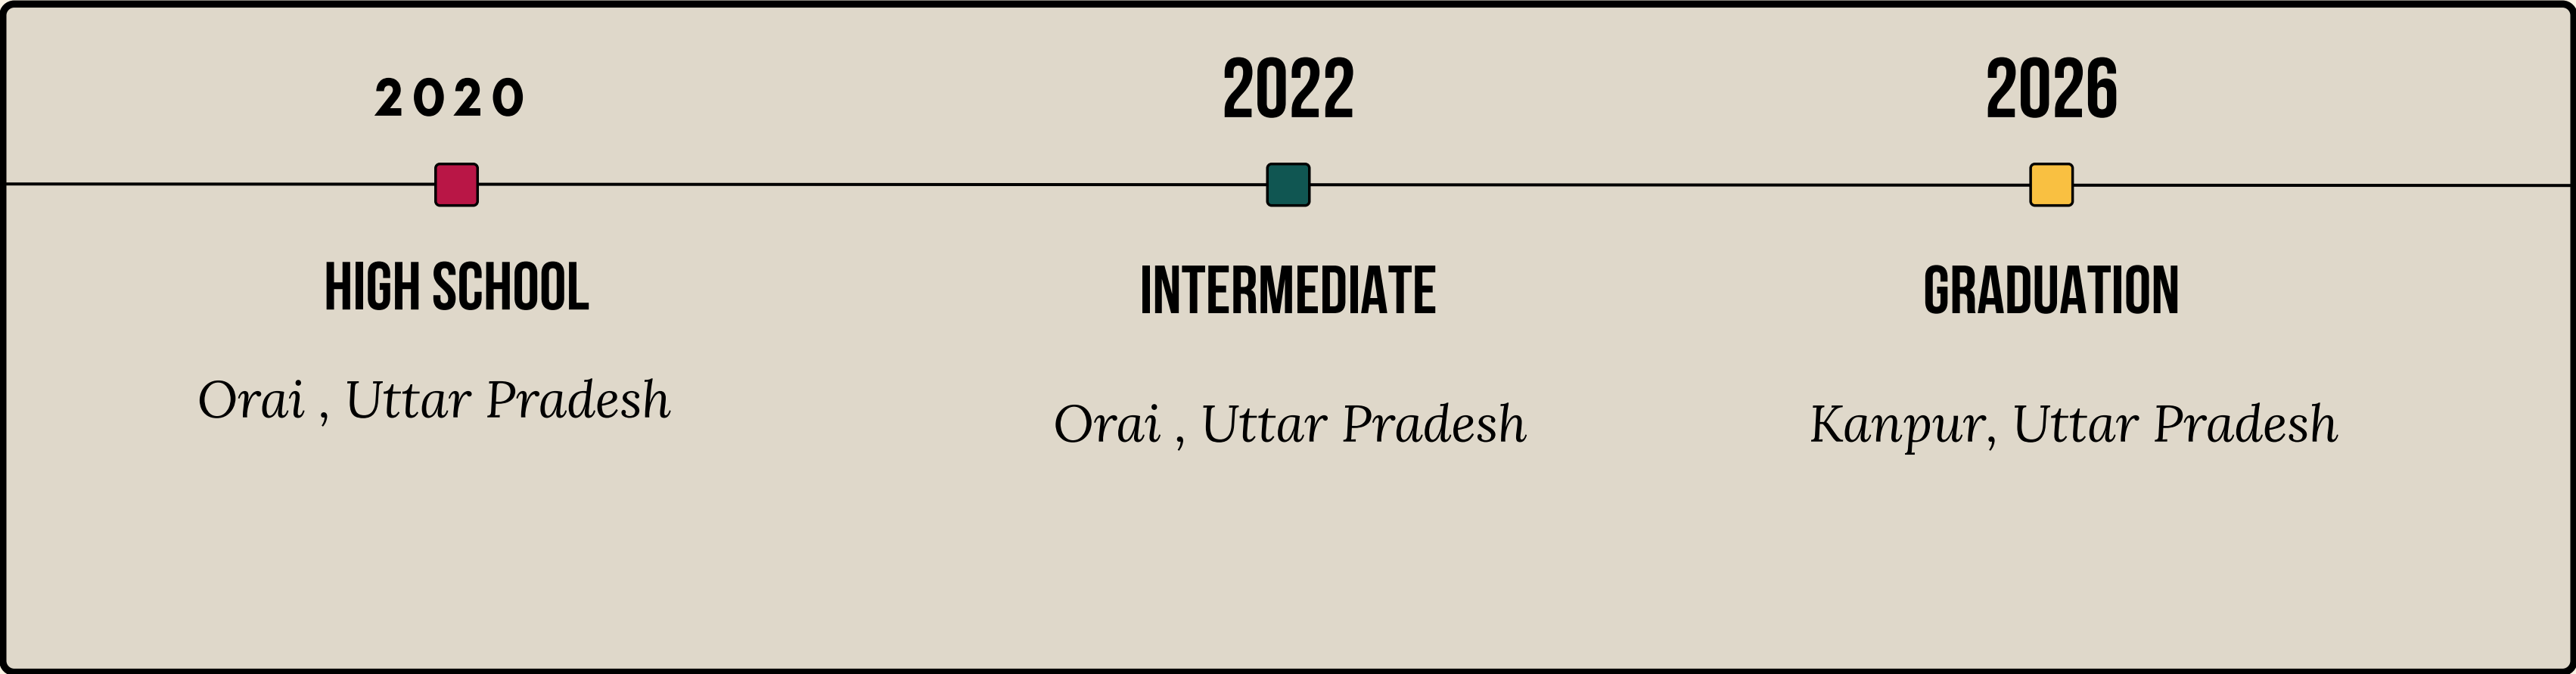 2020
2022
2026
HIGH SCHOOL
INTERMEDIATE
GRADUATION
Orai , Uttar Pradesh
Orai , Uttar Pradesh
Kanpur, Uttar Pradesh